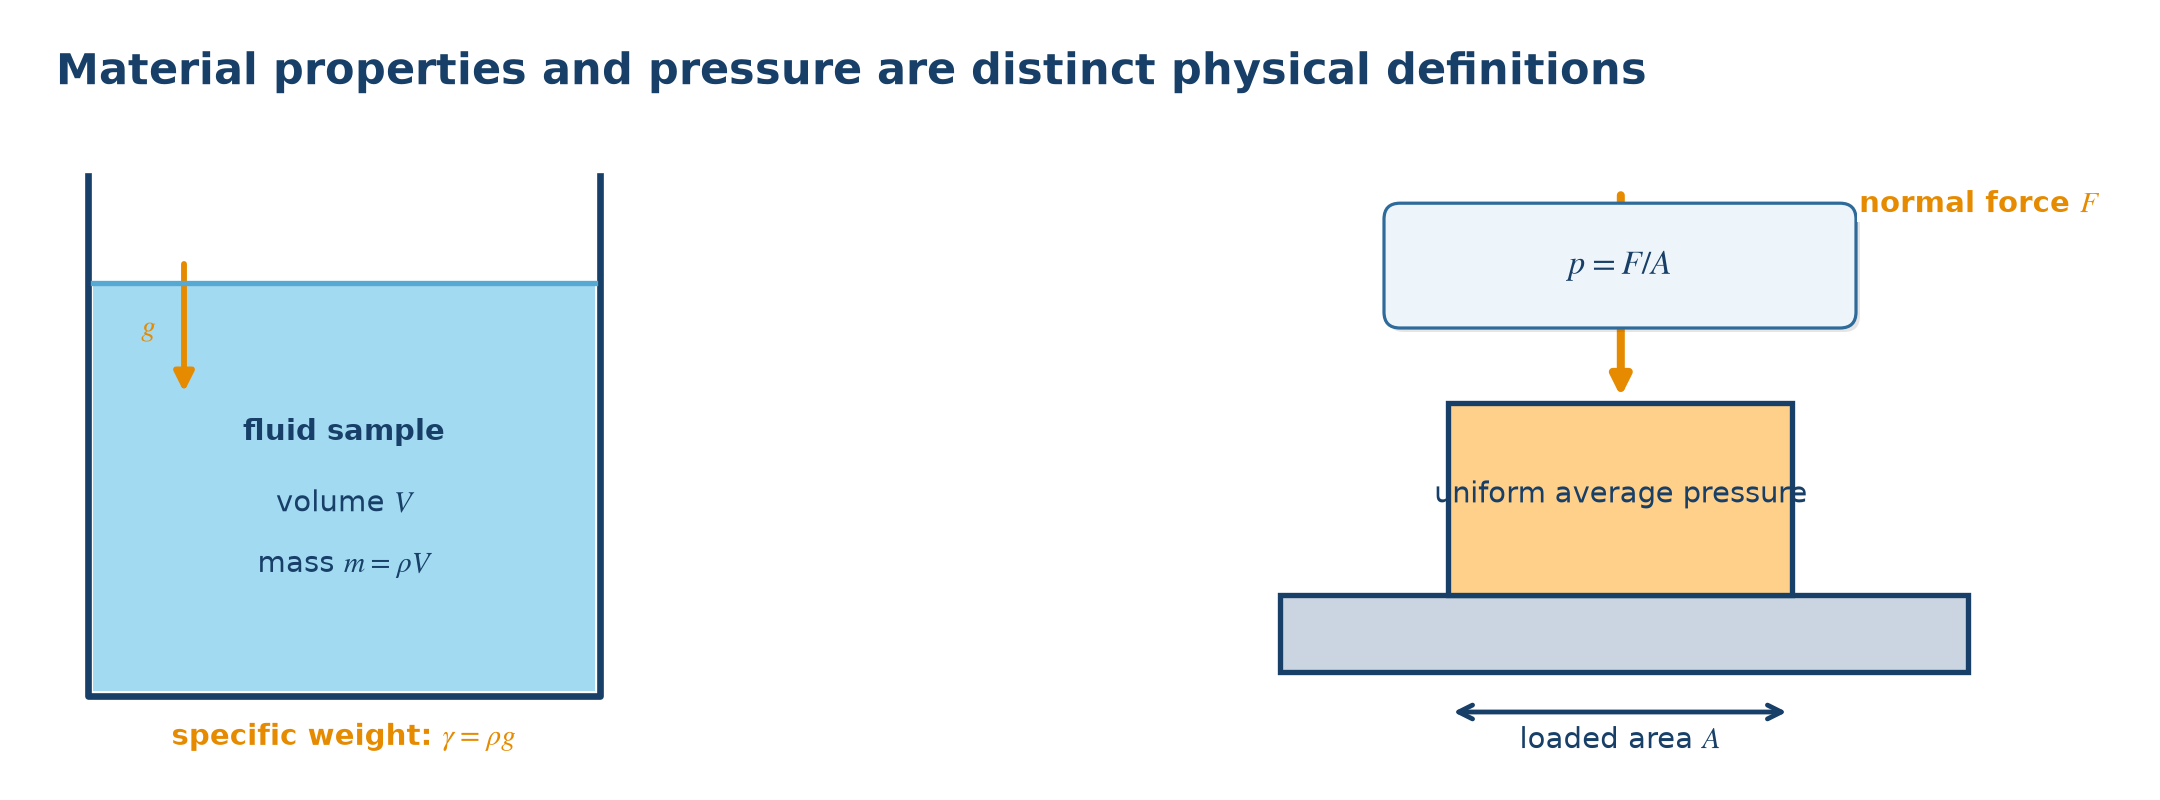 Material properties and pressure are distinct physical definitions
g
fluid sample
volume V
mass m = ρV
specific weight: γ = ρg
normal force F
p = F/A
uniform average pressure
loaded area A